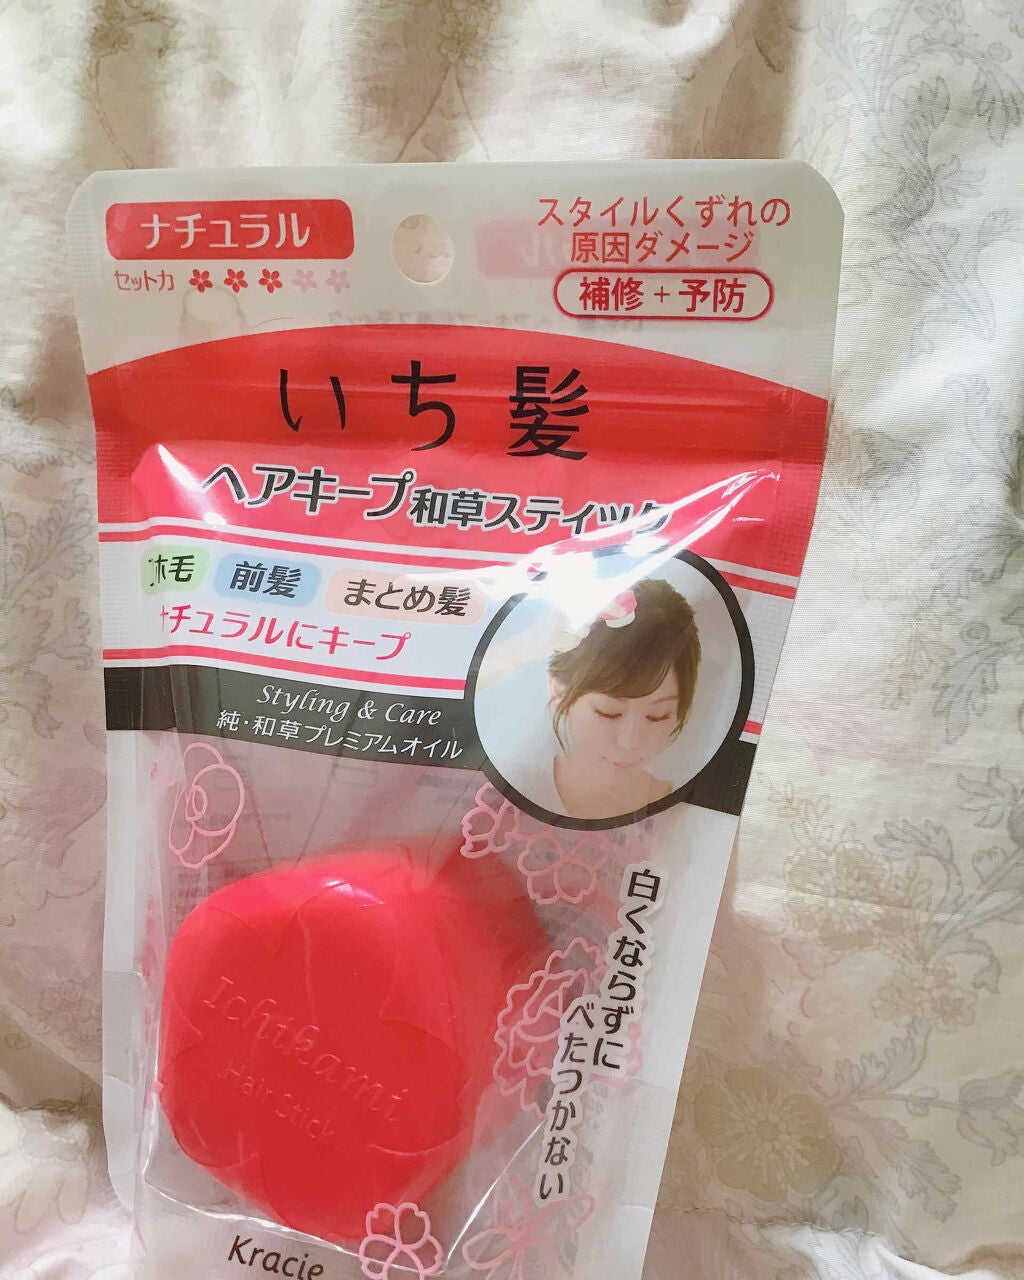 ナチュラル
セット力
スタイルくずれの
原因ダメージ
補修+予防
いち髪
ヘアキープ和草スティック
前髪
まとめ髪
チュラルにキープ
Styling & Care
純・和草プレミアムオイル
白くならずに
べたつかない
Ichikami
Hair Stick
Kracie